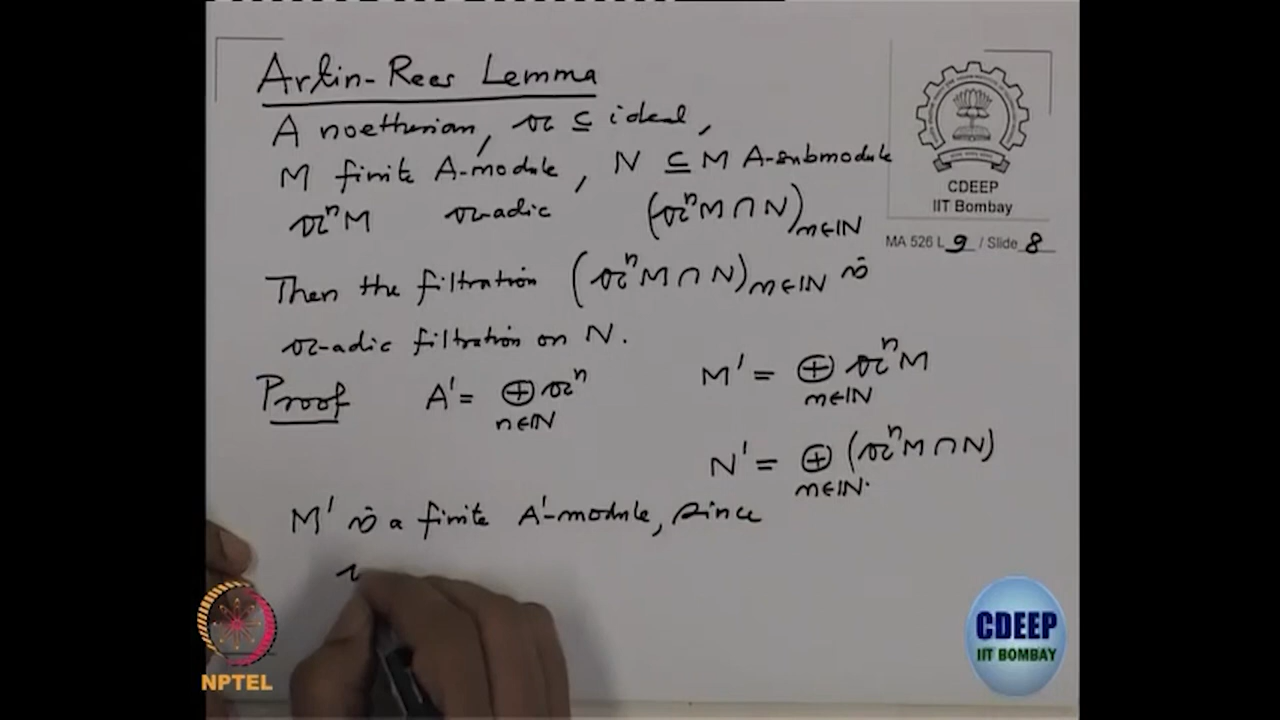 Artin-Rees Lemma
A noetherian, 𝔞 ⊆ ideal,
M finite A-module, N ⊆ M A-submodule
𝔞ⁿM 𝔞-adic (𝔞ⁿM ∩ N)n∈ℕ
CDEEP
IIT Bombay
MA 526 L 9 / Slide 8
Then the filtration (𝔞ⁿM ∩ N)n∈ℕ is
𝔞-adic filtration on N.
Proof A' = ⊕ 𝔞ⁿ M' = ⊕ 𝔞ⁿM
n∈ℕ n∈ℕ
N' = ⊕ (𝔞ⁿM ∩ N)
n∈ℕ.
M' is a finite A'-module, since
NPTEL
CDEEP
IIT BOMBAY